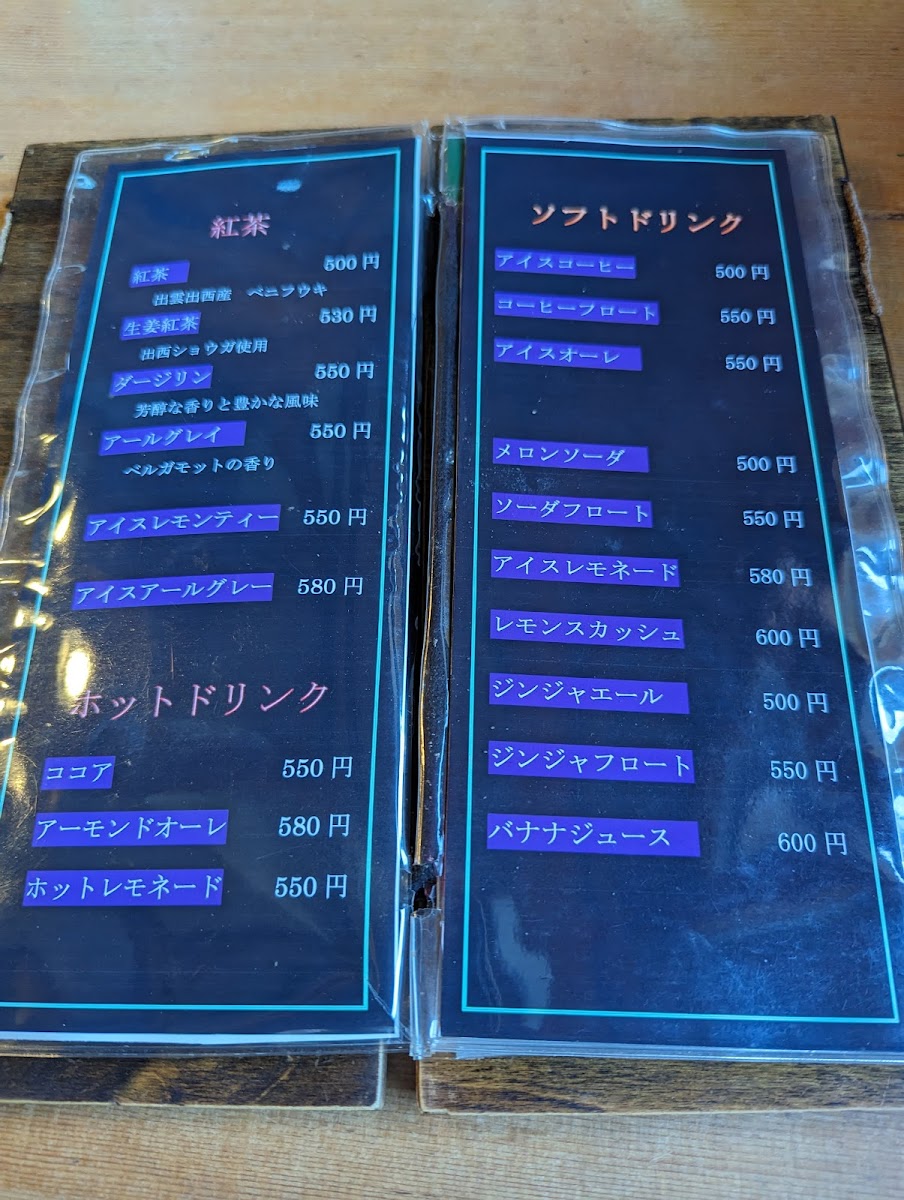 紅茶
紅茶 500円
出雲出西産 ベニフウキ
生姜紅茶 530円
出西ショウガ使用
ダージリン 550円
芳醇な香りと豊かな風味
アールグレイ 550円
ベルガモットの香り
アイスレモンティー 550円
アイスアールグレー 580円
ホットドリンク
ココア 550円
アーモンドオーレ 580円
ホットレモネード 550円
ソフトドリンク
アイスコーヒー 500円
コーヒーフロート 550円
アイスオーレ 550円
メロンソーダ 500円
ソーダフロート 550円
アイスレモネード 580円
レモンスカッシュ 600円
ジンジャエール 500円
ジンジャフロート 550円
バナナジュース 600円